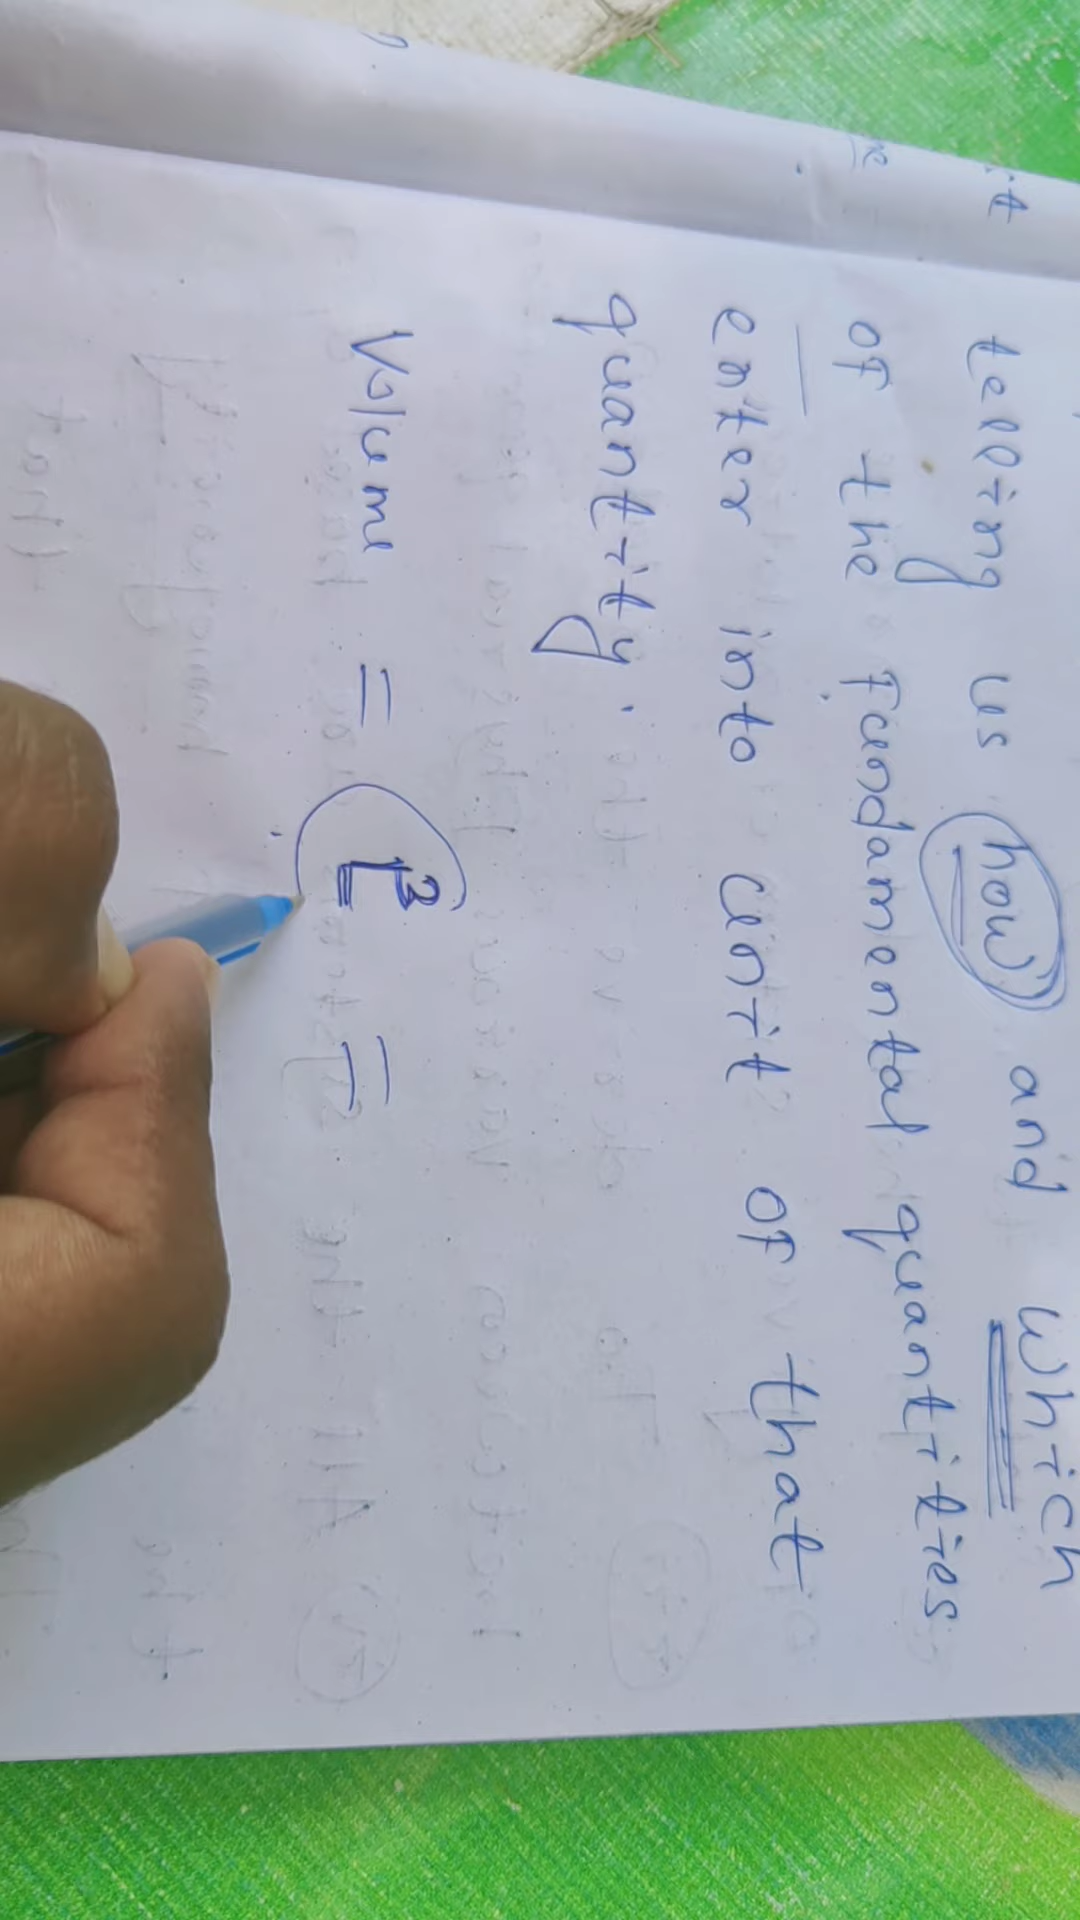 telling us how and which
of the fundamental quantities
enter into unit of that
quantity.
Volume = L³ =